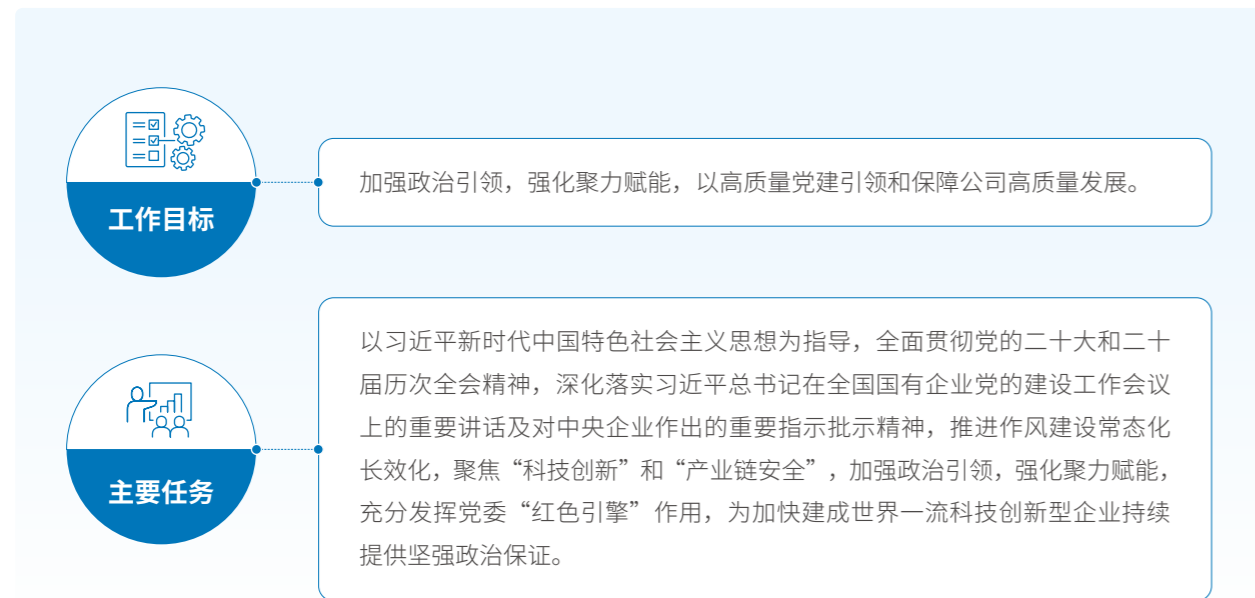 工作目标
加强政治引领，强化聚力赋能，以高质量党建引领和保障公司高质量发展。
主要任务
以习近平新时代中国特色社会主义思想为指导，全面贯彻党的二十大和二十
届历次全会精神，深化落实习近平总书记在全国国有企业党的建设工作会议
上的重要讲话及对中央企业作出的重要指示批示精神，推进作风建设常态化
长效化，聚焦“科技创新”和“产业链安全”，加强政治引领，强化聚力赋能，
充分发挥党委“红色引擎”作用，为加快建成世界一流科技创新型企业持续
提供坚强政治保证。